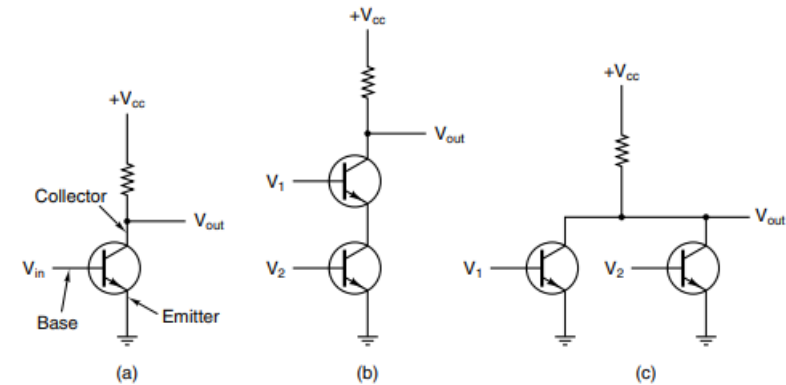 +Vcc
Collector
Vout
Vin
Base
Emitter
(a)
+Vcc
Vout
V1
V2
(b)
+Vcc
Vout
V1
V2
(c)